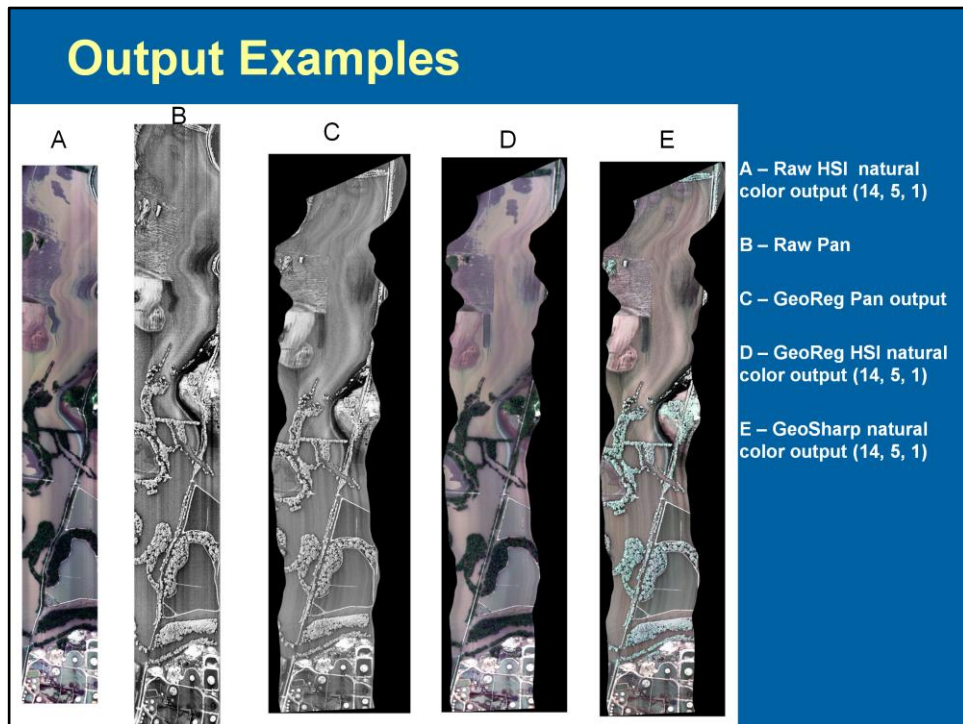 Output Examples
A
B
C
D
E
A – Raw HSI  natural
color output (14, 5, 1)
B – Raw Pan
C – GeoReg Pan output
D – GeoReg HSI natural
color output (14, 5, 1)
E – GeoSharp natural
color output (14, 5, 1)